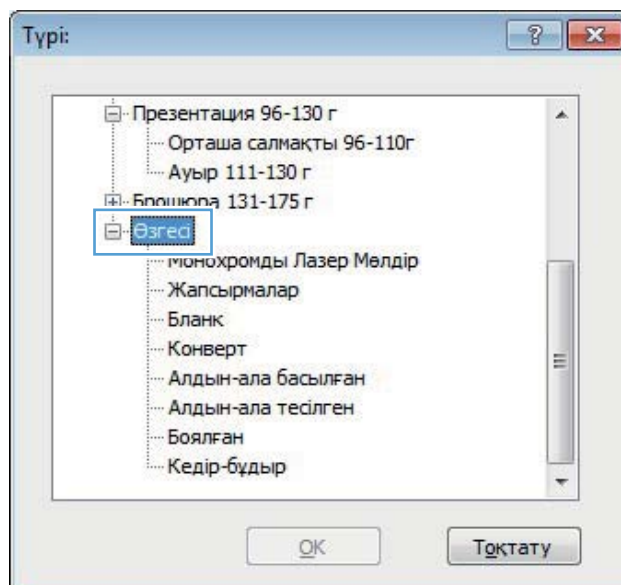 Түрі:
Презентация 96-130 г
Орташа салмақты 96-110г
Ауыр 111-130 г
Брошюра 131-175 г
Өзгесі
Монохромды Лазер Мөлдір
Жапсырмалар
Бланк
Конверт
Алдын-ала басылған
Алдын-ала тесілген
Боялған
Кедір-бұдыр
OK
Тоқтату